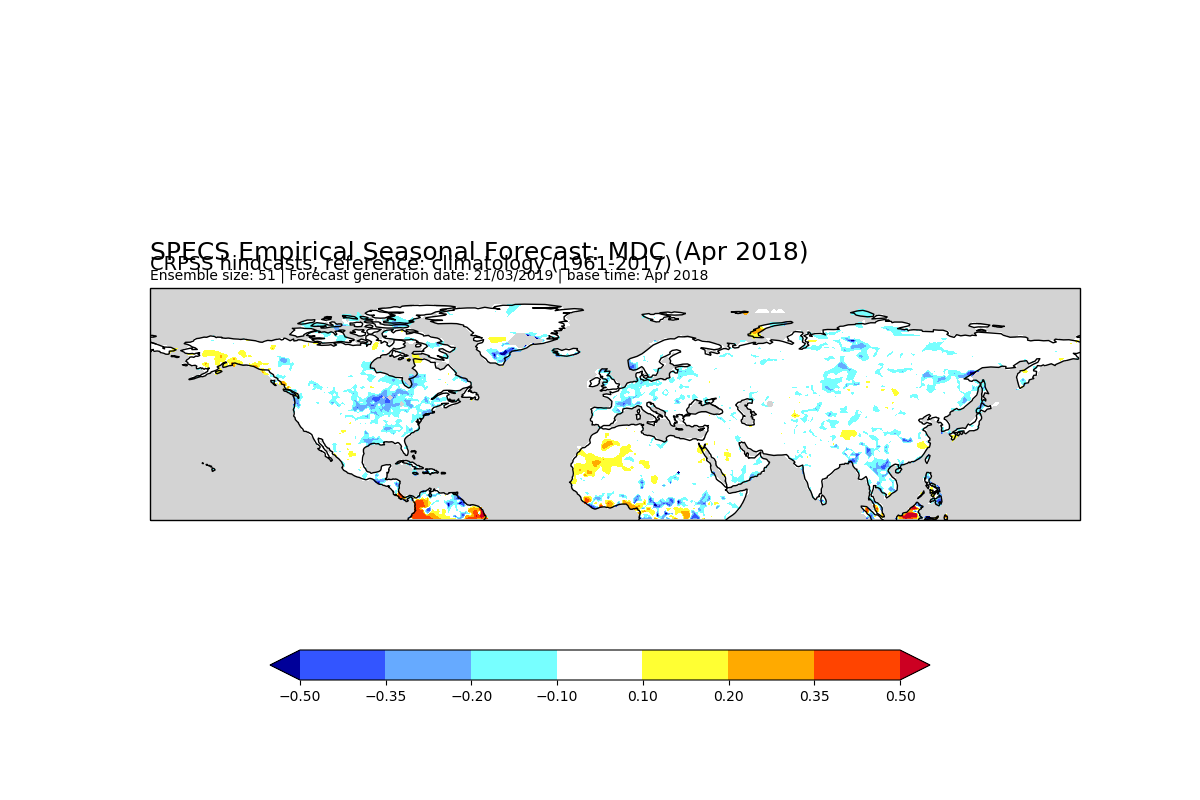 SPECS Empirical Seasonal Forecast: MDC (Apr 2018)
CRPSS hindcasts, reference: climatology (1961-2017)
Ensemble size: 51 | Forecast generation date: 21/03/2019 | base time: Apr 2018
−0.50 −0.35 −0.20 −0.10 0.10 0.20 0.35 0.50